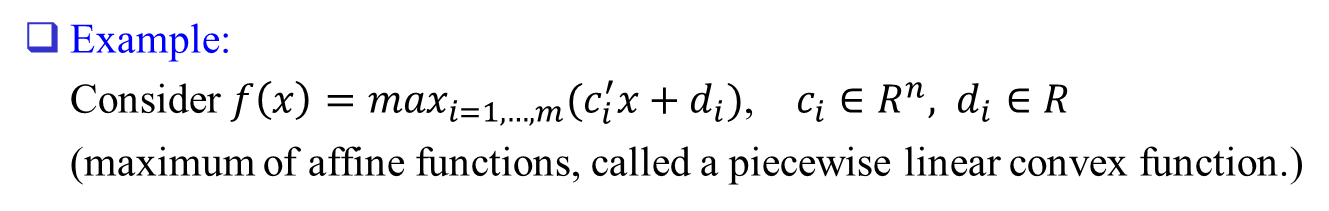 ❑ Example:
Consider f(x) = max_{i=1,…,m}(c_i′x + d_i),   c_i ∈ R^n, d_i ∈ R
(maximum of affine functions, called a piecewise linear convex function.)